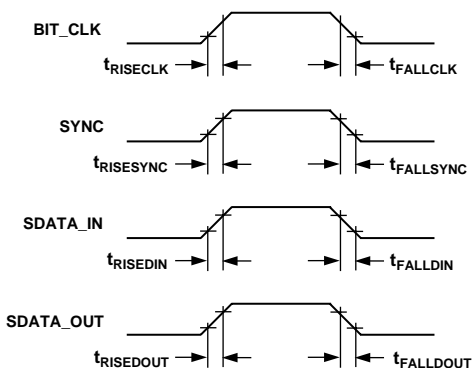 BIT_CLK
tRISECLK
tFALLCLK
SYNC
tRISESYNC
tFALLSYNC
SDATA_IN
tRISEDIN
tFALLDIN
SDATA_OUT
tRISEDOUT
tFALLDOUT